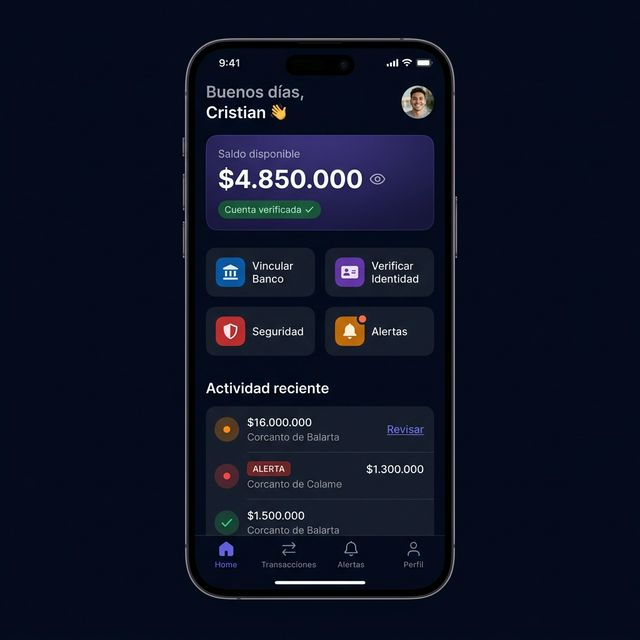 9:41
Buenos días,
Cristian 👋
Saldo disponible
$4.850.000
Cuenta verificada ✓
Vincular
Banco
Verificar
Identidad
Seguridad
Alertas
Actividad reciente
$16.000.000
Corcanto de Balarta
Revisar
ALERTA
$1.300.000
Corcanto de Colame
$1.500.000
Corcanto de Balarta
Home
Transacciones
Alertas
Perfil